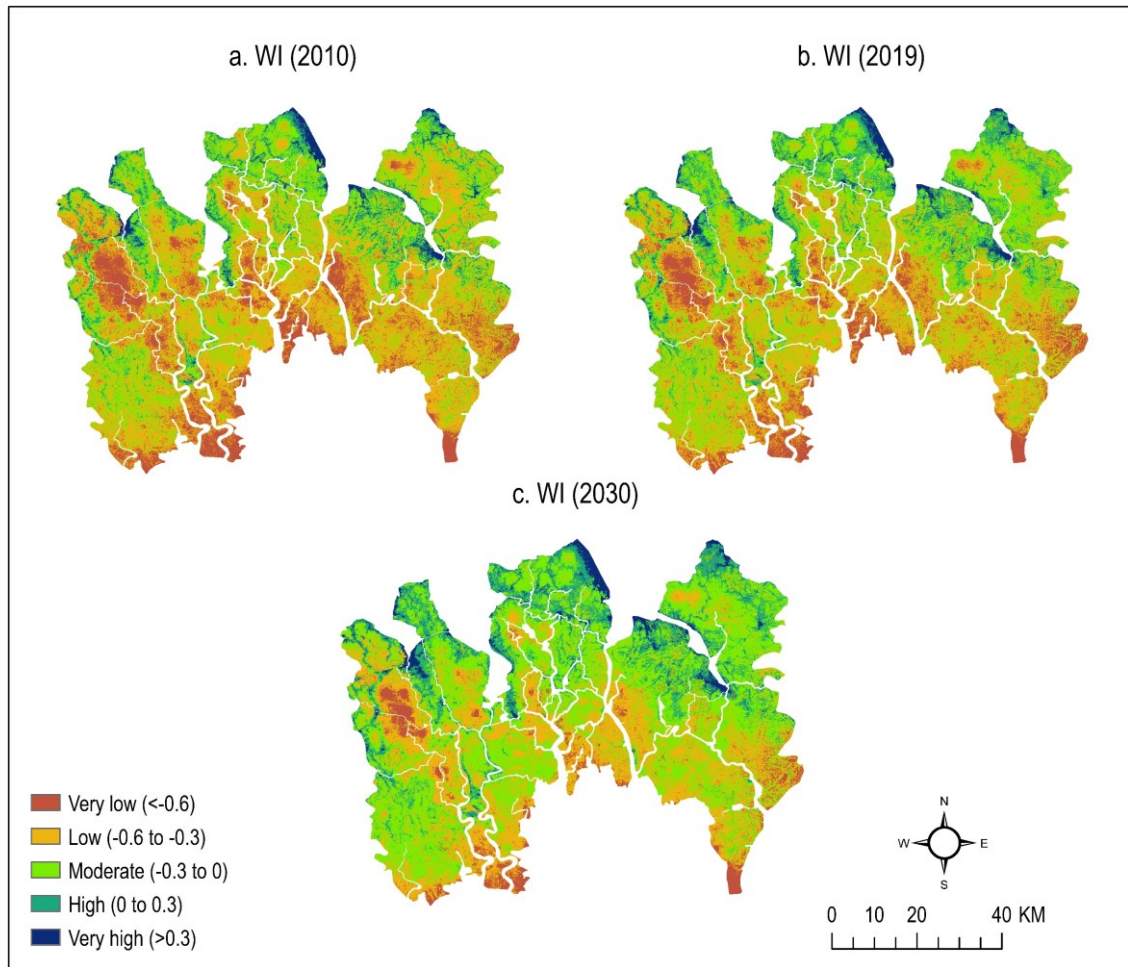 a. WI (2010)
b. WI (2019)
c. WI (2030)
Very low (<-0.6)
Low (-0.6 to -0.3)
Moderate (-0.3 to 0)
High (0 to 0.3)
Very high (>0.3)
N
W E
S
0 10 20 40 KM